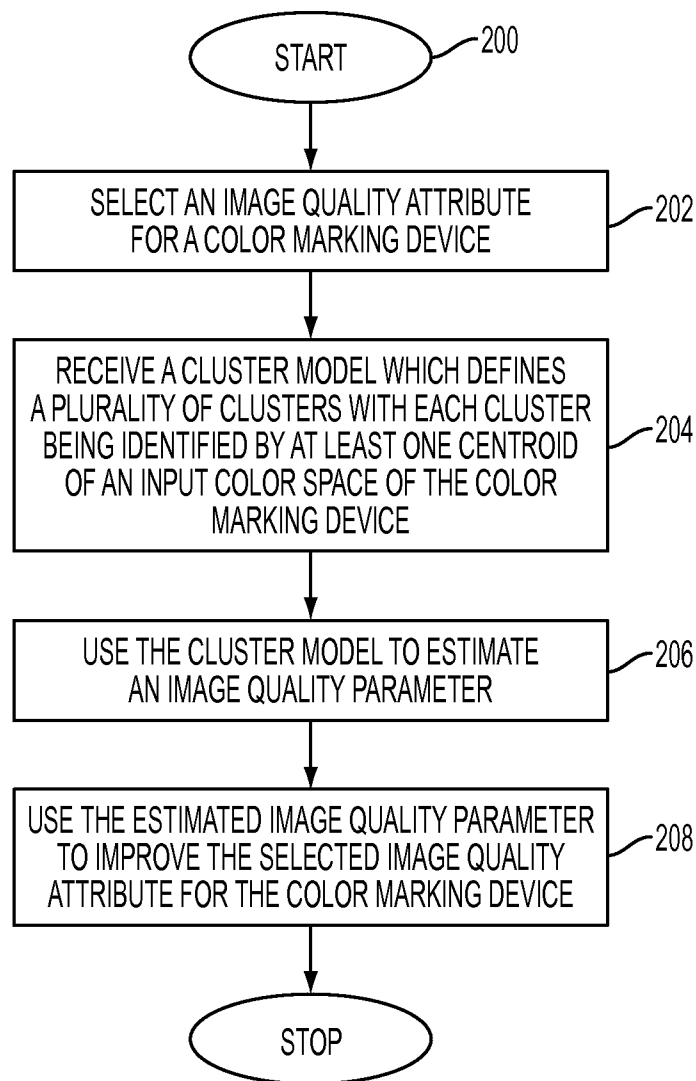 START
200
SELECT AN IMAGE QUALITY ATTRIBUTE
FOR A COLOR MARKING DEVICE
202
RECEIVE A CLUSTER MODEL WHICH DEFINES
A PLURALITY OF CLUSTERS WITH EACH CLUSTER
BEING IDENTIFIED BY AT LEAST ONE CENTROID
OF AN INPUT COLOR SPACE OF THE COLOR
MARKING DEVICE
204
USE THE CLUSTER MODEL TO ESTIMATE
AN IMAGE QUALITY PARAMETER
206
USE THE ESTIMATED IMAGE QUALITY PARAMETER
TO IMPROVE THE SELECTED IMAGE QUALITY
ATTRIBUTE FOR THE COLOR MARKING DEVICE
208
STOP